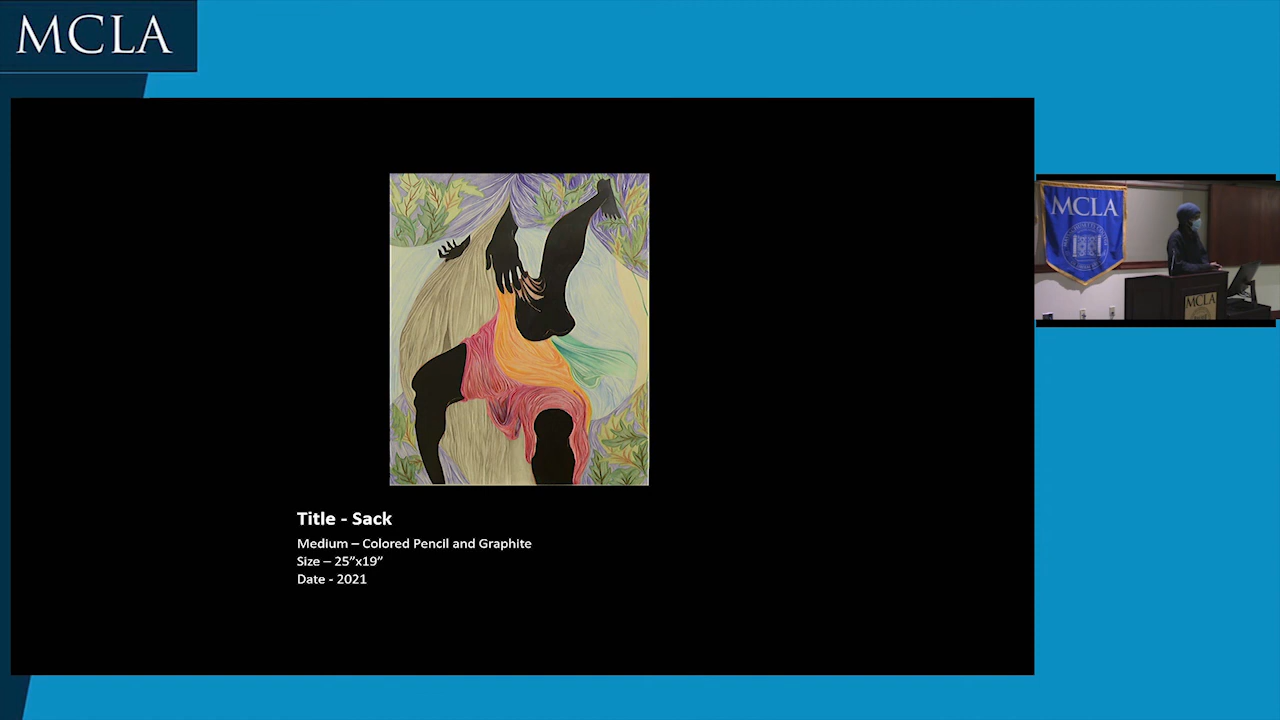 MCLA
MCLA
Title - Sack
Medium – Colored Pencil and Graphite
Size – 25”x19”
Date - 2021
MCLA